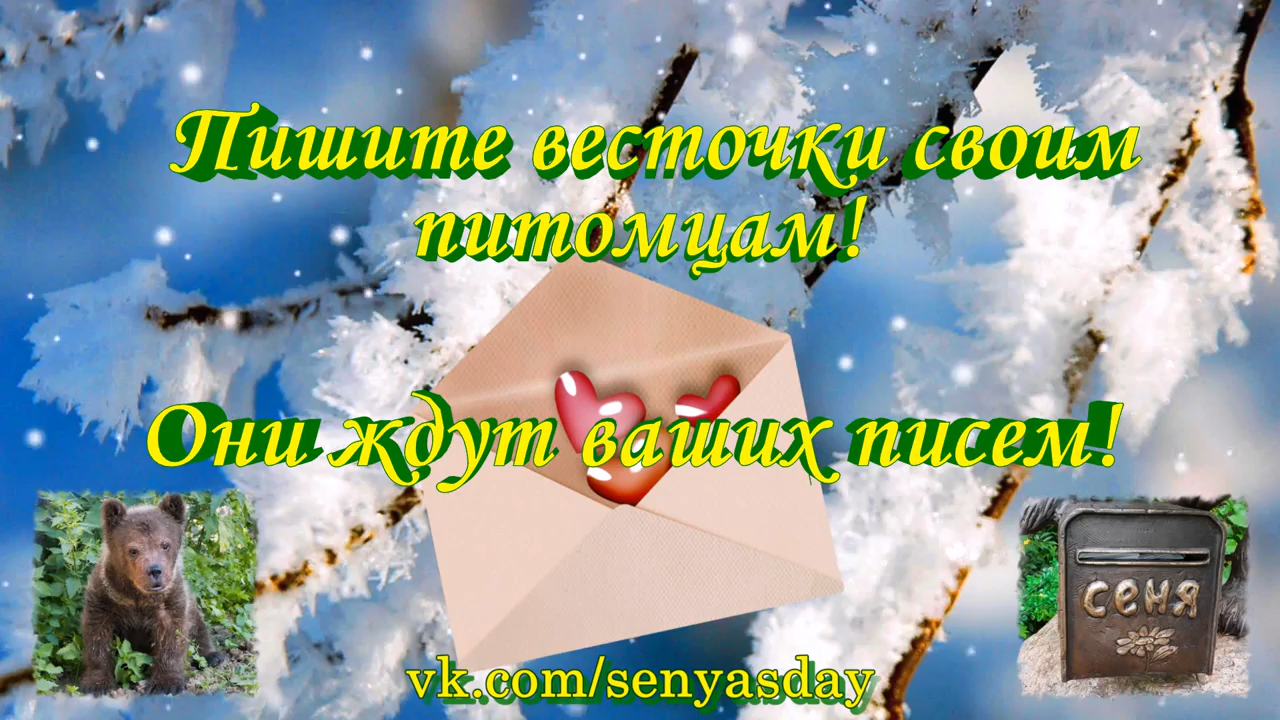 Пишите весточки своим
питомцам!
Они ждут ваших писем!
сеня
vk.com/senyasday